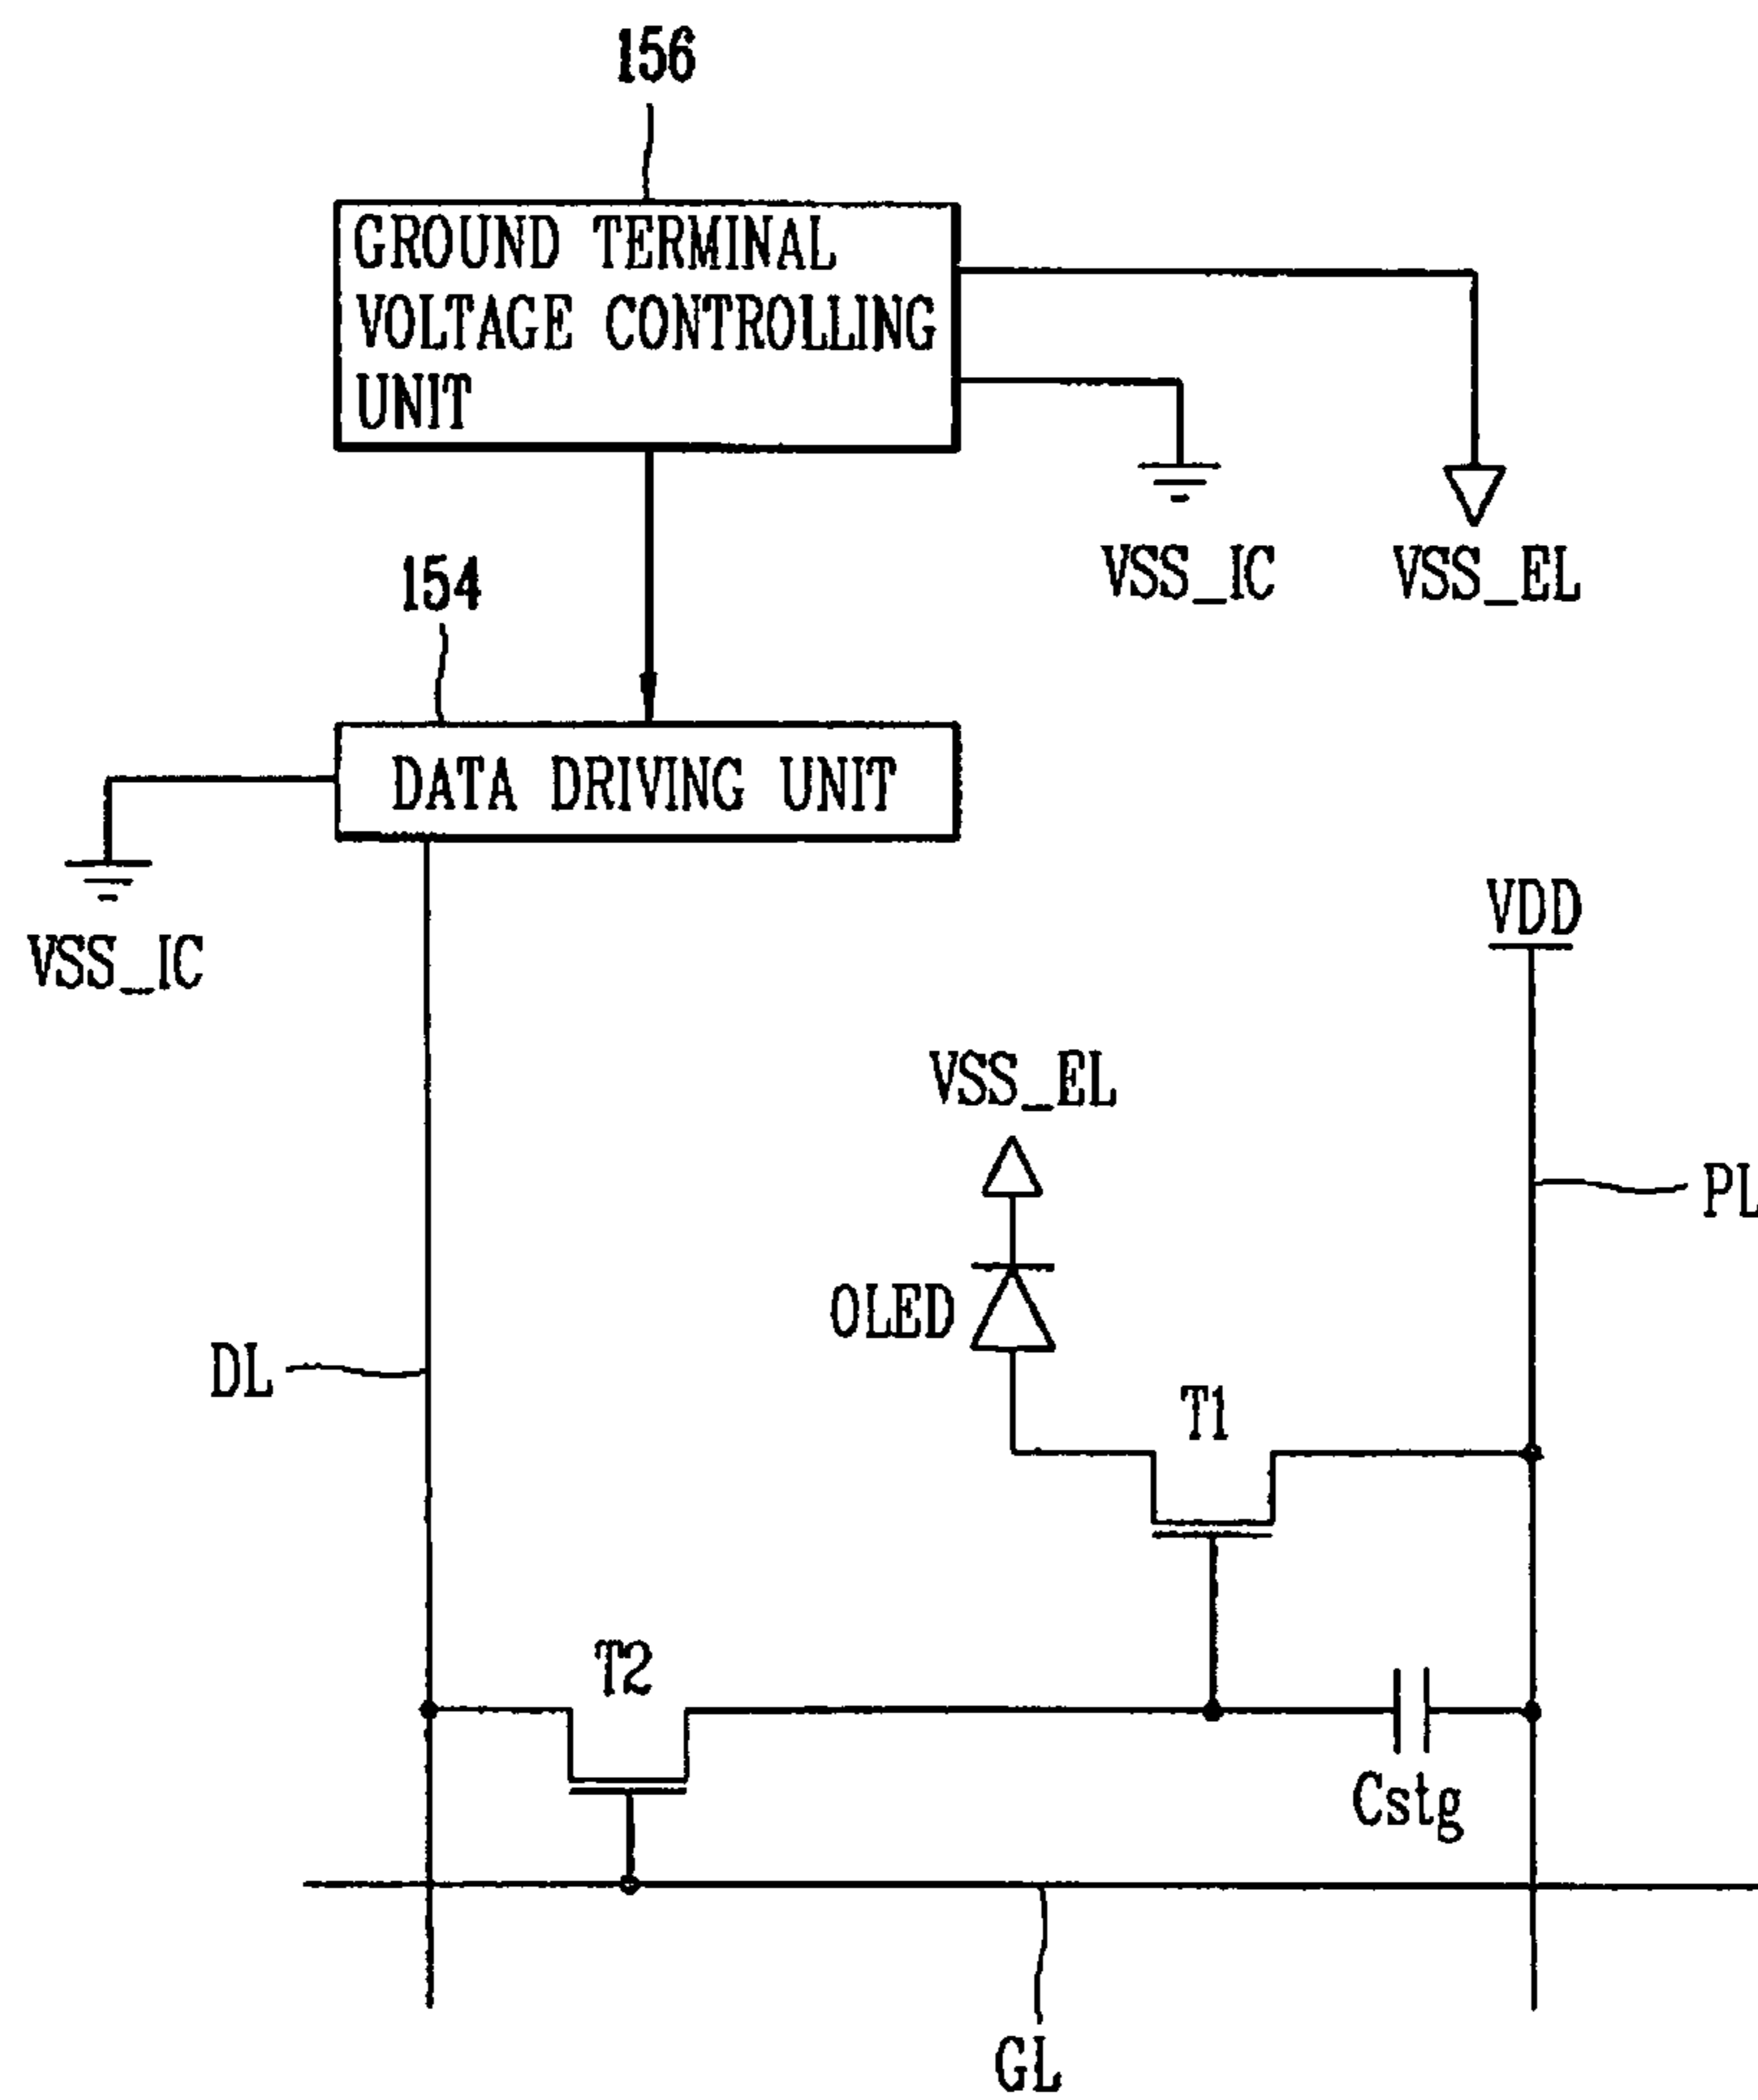 156
GROUND TERMINAL
VOLTAGE CONTROLLING
UNIT
VSS_IC
VSS_EL
154
DATA DRIVING UNIT
VSS_IC
VDD
VSS_EL
PL
OLED
DL
T1
T2
Cstg
GL